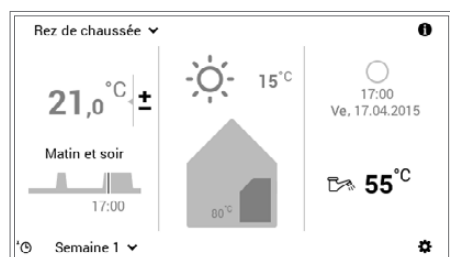 Rez de chaussée
21,0°C ±
Matin et soir
17:00
Semaine 1
15°C
80°C
17:00
Ve, 17.04.2015
55°C